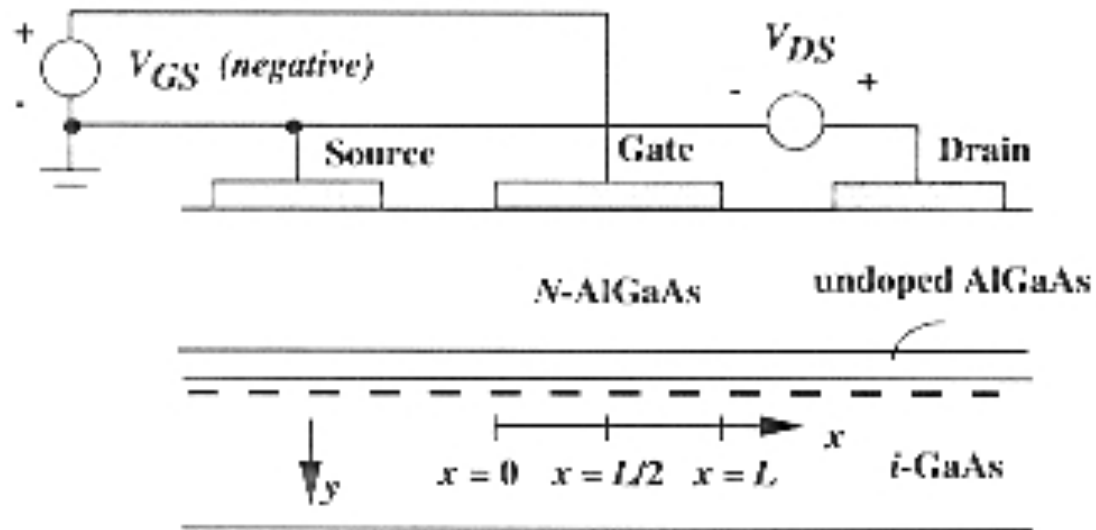 +
V_GS (negative)
-
V_DS
-
+
Source
Gate
Drain
N-AlGaAs
undoped AlGaAs
x
y
x = 0
x = L/2
x = L
i-GaAs